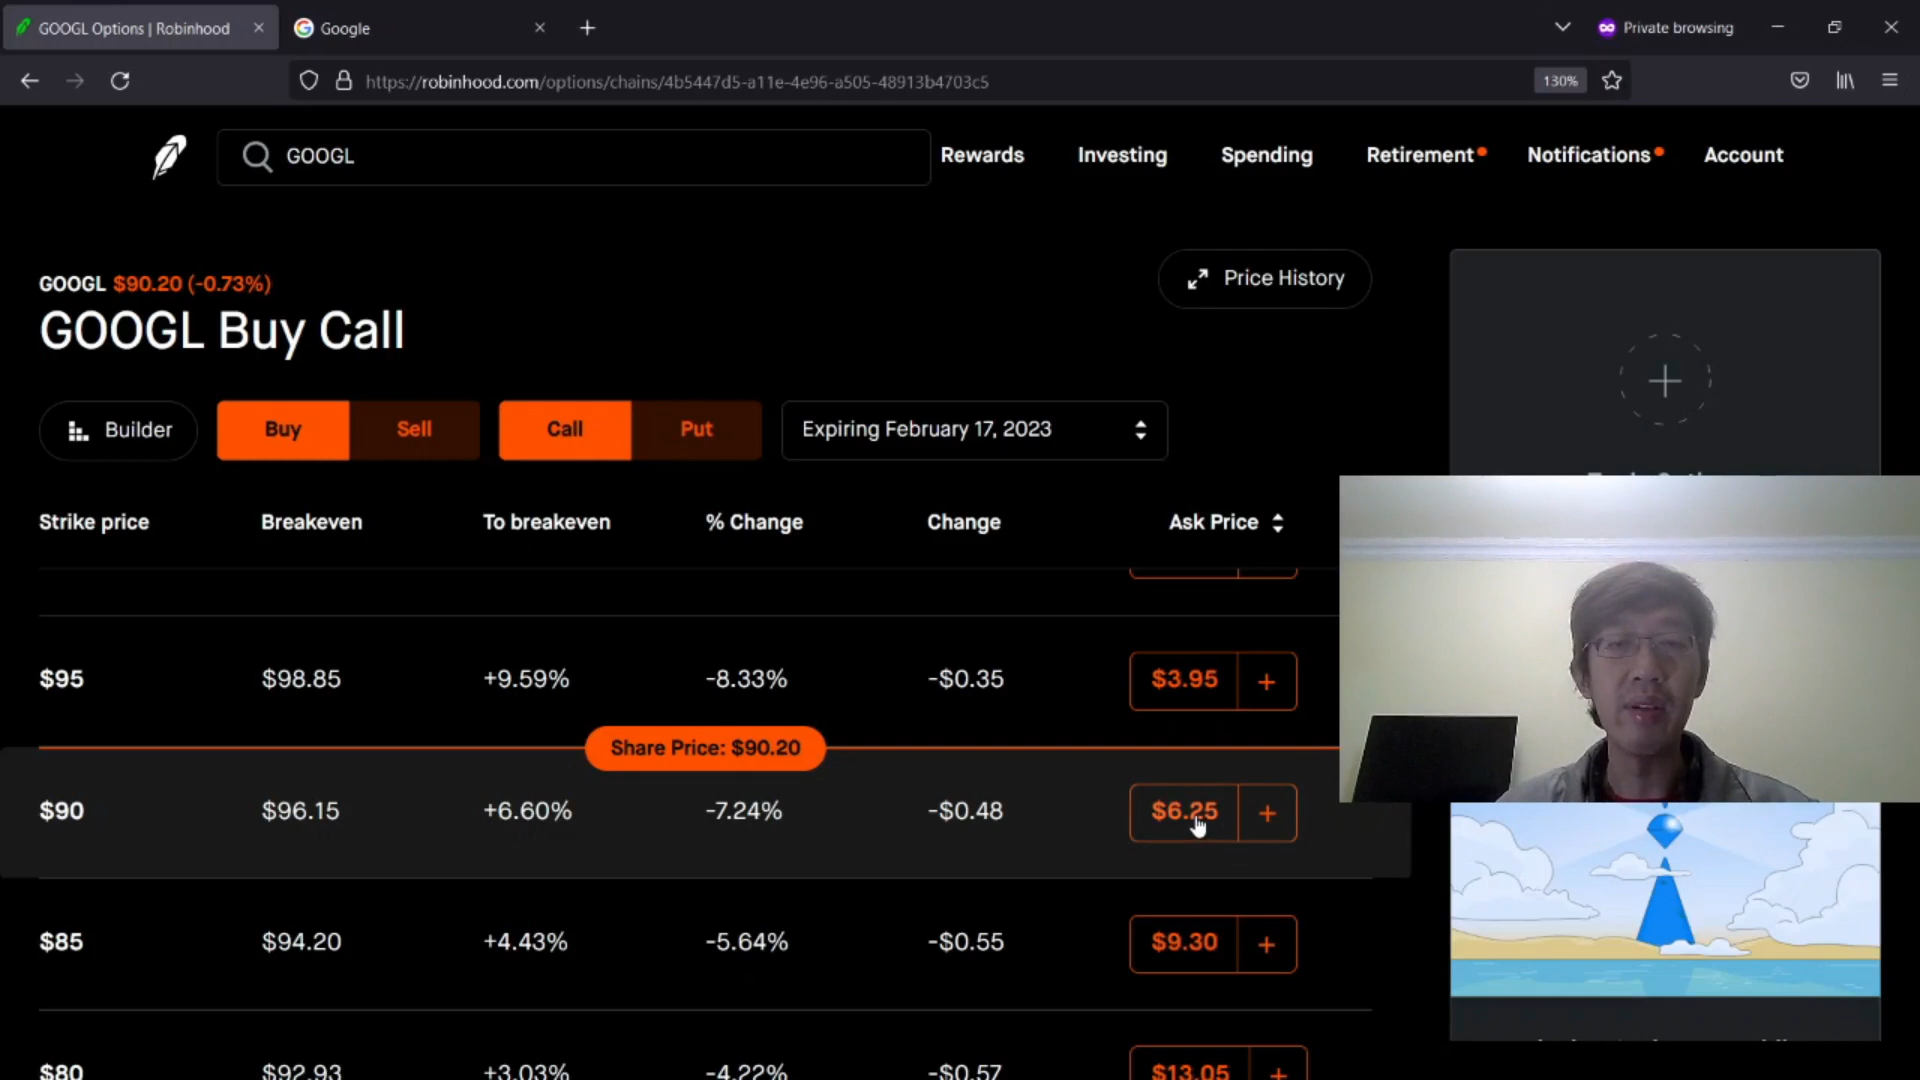 GOOGL Options | Robinhood
Google
Private browsing
https://robinhood.com/options/chains/4b5447d5-a11e-4e96-a505-48913b4703c5
130%
GOOGL
Rewards
Investing
Spending
Retirement
Notifications
Account
GOOGL $90.20 (-0.73%)
GOOGL Buy Call
Price History
Builder
Buy
Sell
Call
Put
Expiring February 17, 2023
Strike price Breakeven To breakeven % Change Change Ask Price
$95 $98.85 +9.59% -8.33% -$0.35 $3.95 +
Share Price: $90.20
$90 $96.15 +6.60% -7.24% -$0.48 $6.25 +
$85 $94.20 +4.43% -5.64% -$0.55 $9.30 +
$80 $92.93 +3.03% -4.22% -$0.57 $13.05 +